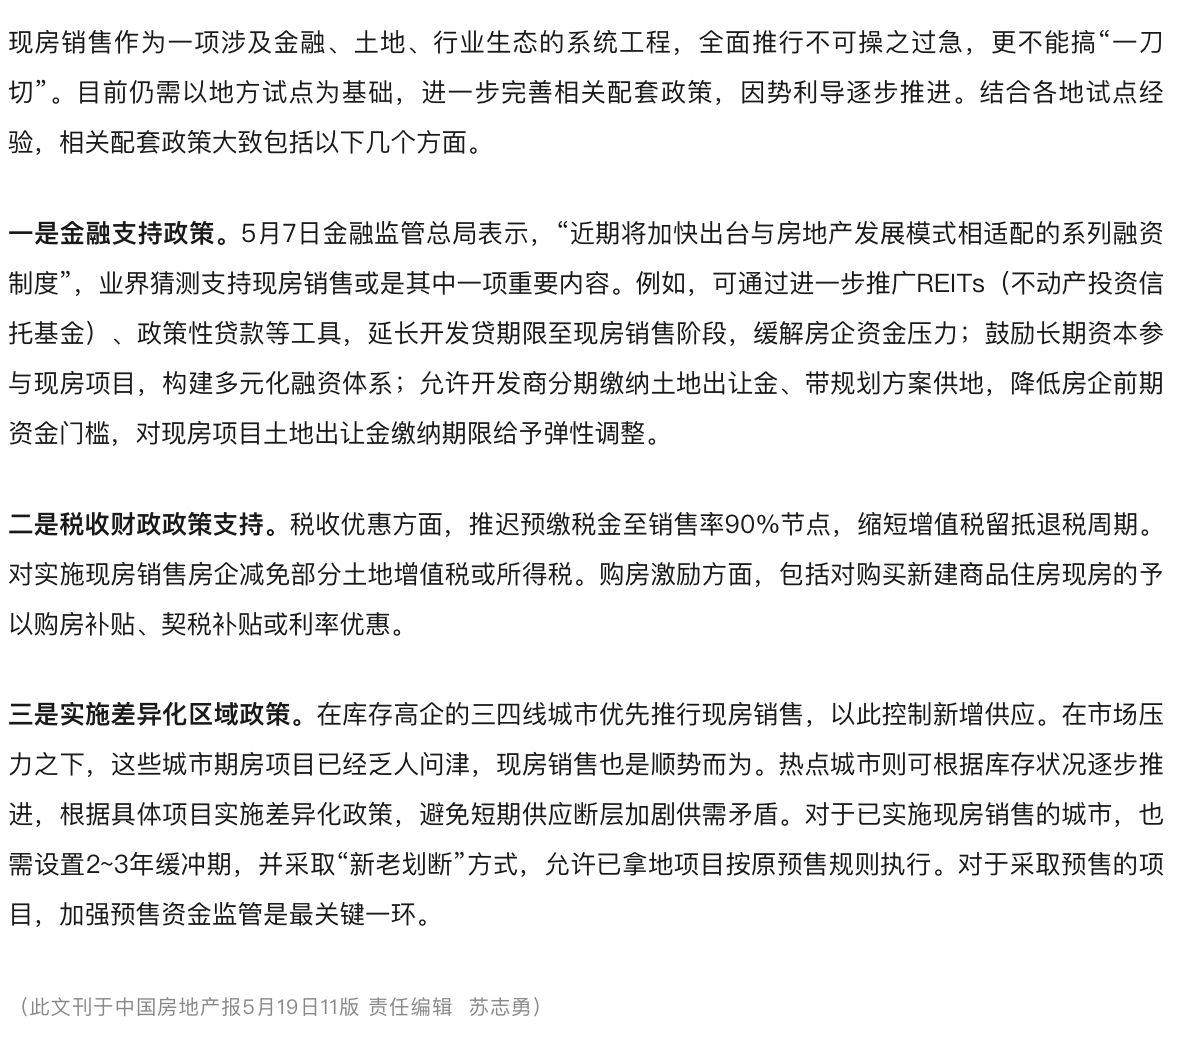 现房销售作为一项涉及金融、土地、行业生态的系统工程，全面推行不可操之过急，更不能搞“一刀
切”。目前仍需以地方试点为基础，进一步完善相关配套政策，因势利导逐步推进。结合各地试点经
验，相关配套政策大致包括以下几个方面。
一是金融支持政策。5月7日金融监管总局表示，“近期将加快出台与房地产发展模式相适配的系列融资
制度”，业界猜测支持现房销售或是其中一项重要内容。例如，可通过进一步推广REITs（不动产投资信
托基金）、政策性贷款等工具，延长开发贷期限至现房销售阶段，缓解房企资金压力；鼓励长期资本参
与现房项目，构建多元化融资体系；允许开发商分期缴纳土地出让金、带规划方案供地，降低房企前期
资金门槛，对现房项目土地出让金缴纳期限给予弹性调整。
二是税收财政政策支持。税收优惠方面，推迟预缴税金至销售率90%节点，缩短增值税留抵退税周期。
对实施现房销售房企减免部分土地增值税或所得税。购房激励方面，包括对购买新建商品住房现房的予
以购房补贴、契税补贴或利率优惠。
三是实施差异化区域政策。在库存高企的三四线城市优先推行现房销售，以此控制新增供应。在市场压
力之下，这些城市期房项目已经乏人问津，现房销售也是顺势而为。热点城市则可根据库存状况逐步推
进，根据具体项目实施差异化政策，避免短期供应断层加剧供需矛盾。对于已实施现房销售的城市，也
需设置2~3年缓冲期，并采取“新老划断”方式，允许已拿地项目按原预售规则执行。对于采取预售的项
目，加强预售资金监管是最关键一环。
（此文刊于中国房地产报5月19日11版 责任编辑 苏志勇）